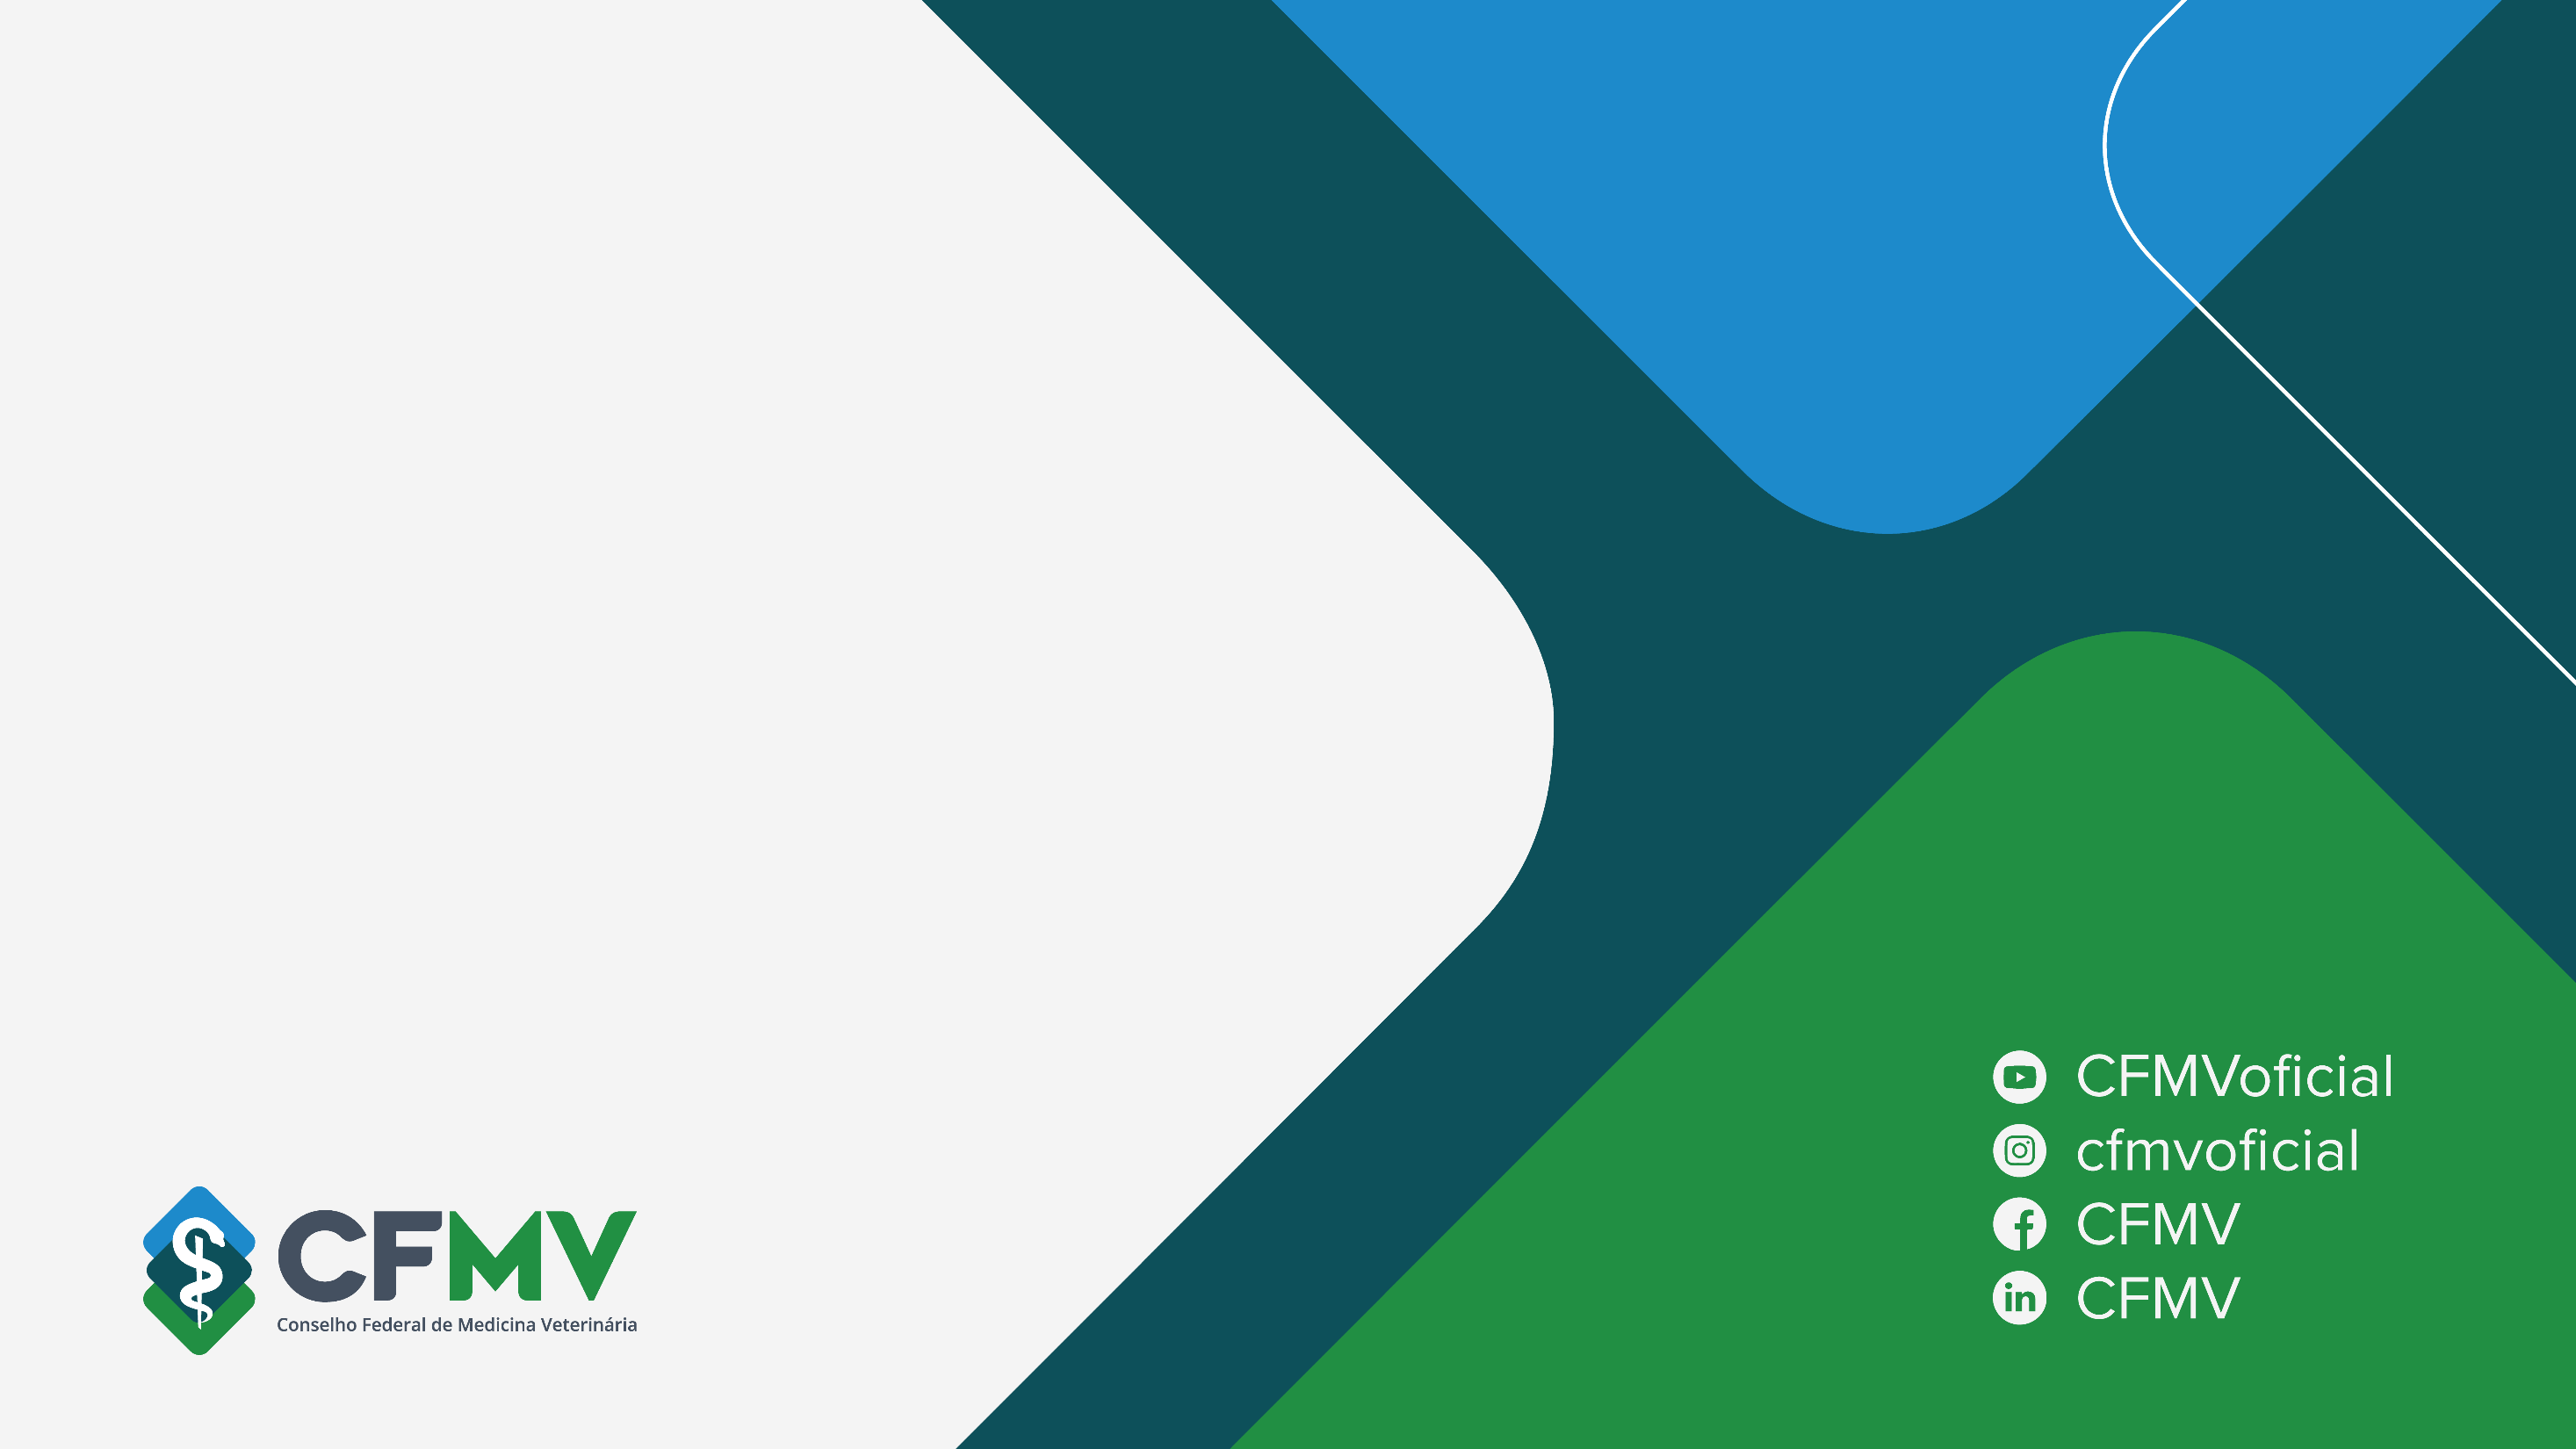 CFMV
Conselho Federal de Medicina Veterinária
CFMVoficial
cfmvoficial
CFMV
CFMV